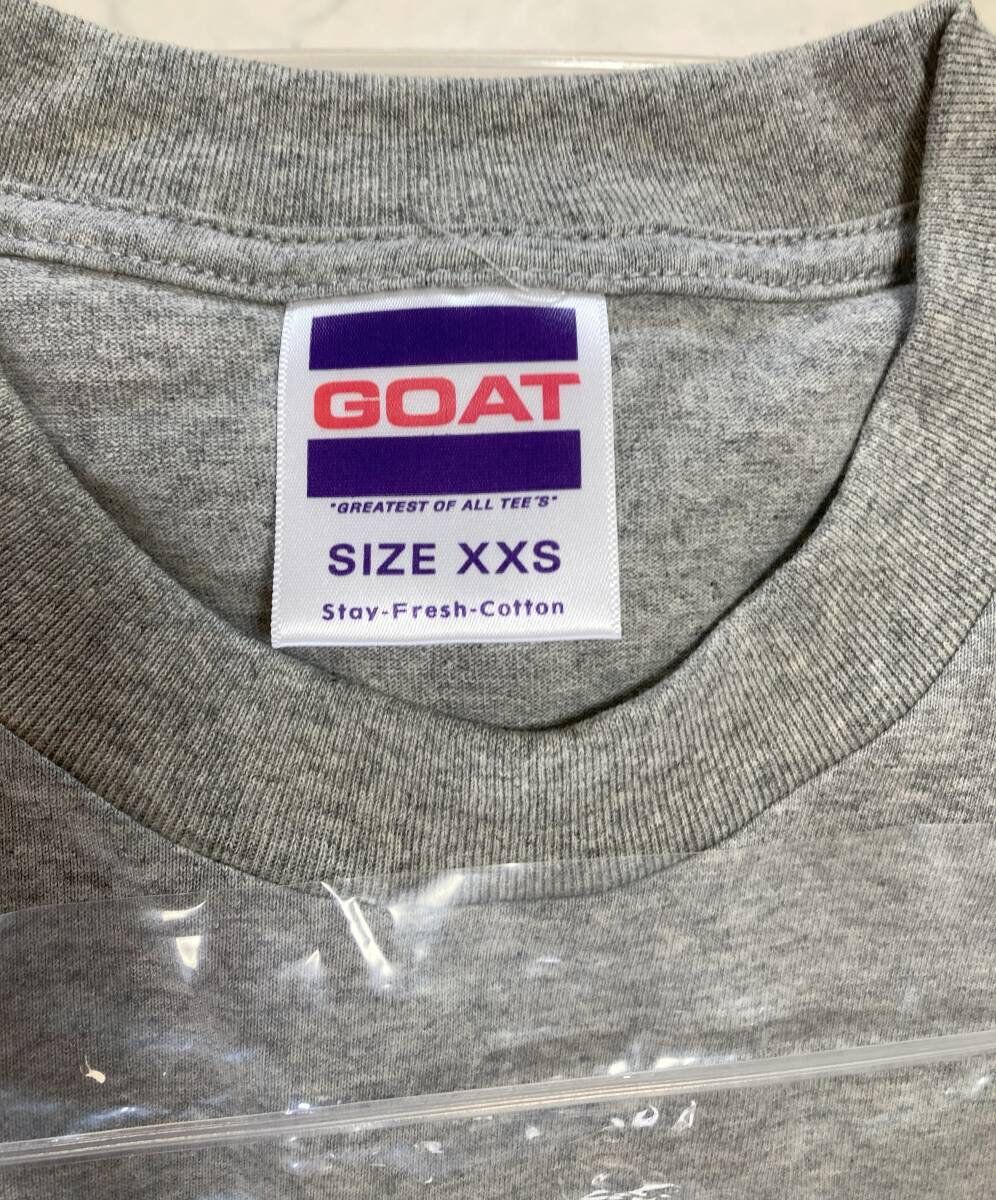 GOAT
"GREATEST OF ALL TEE'S"
SIZE XXS
Stay-Fresh-Cotton